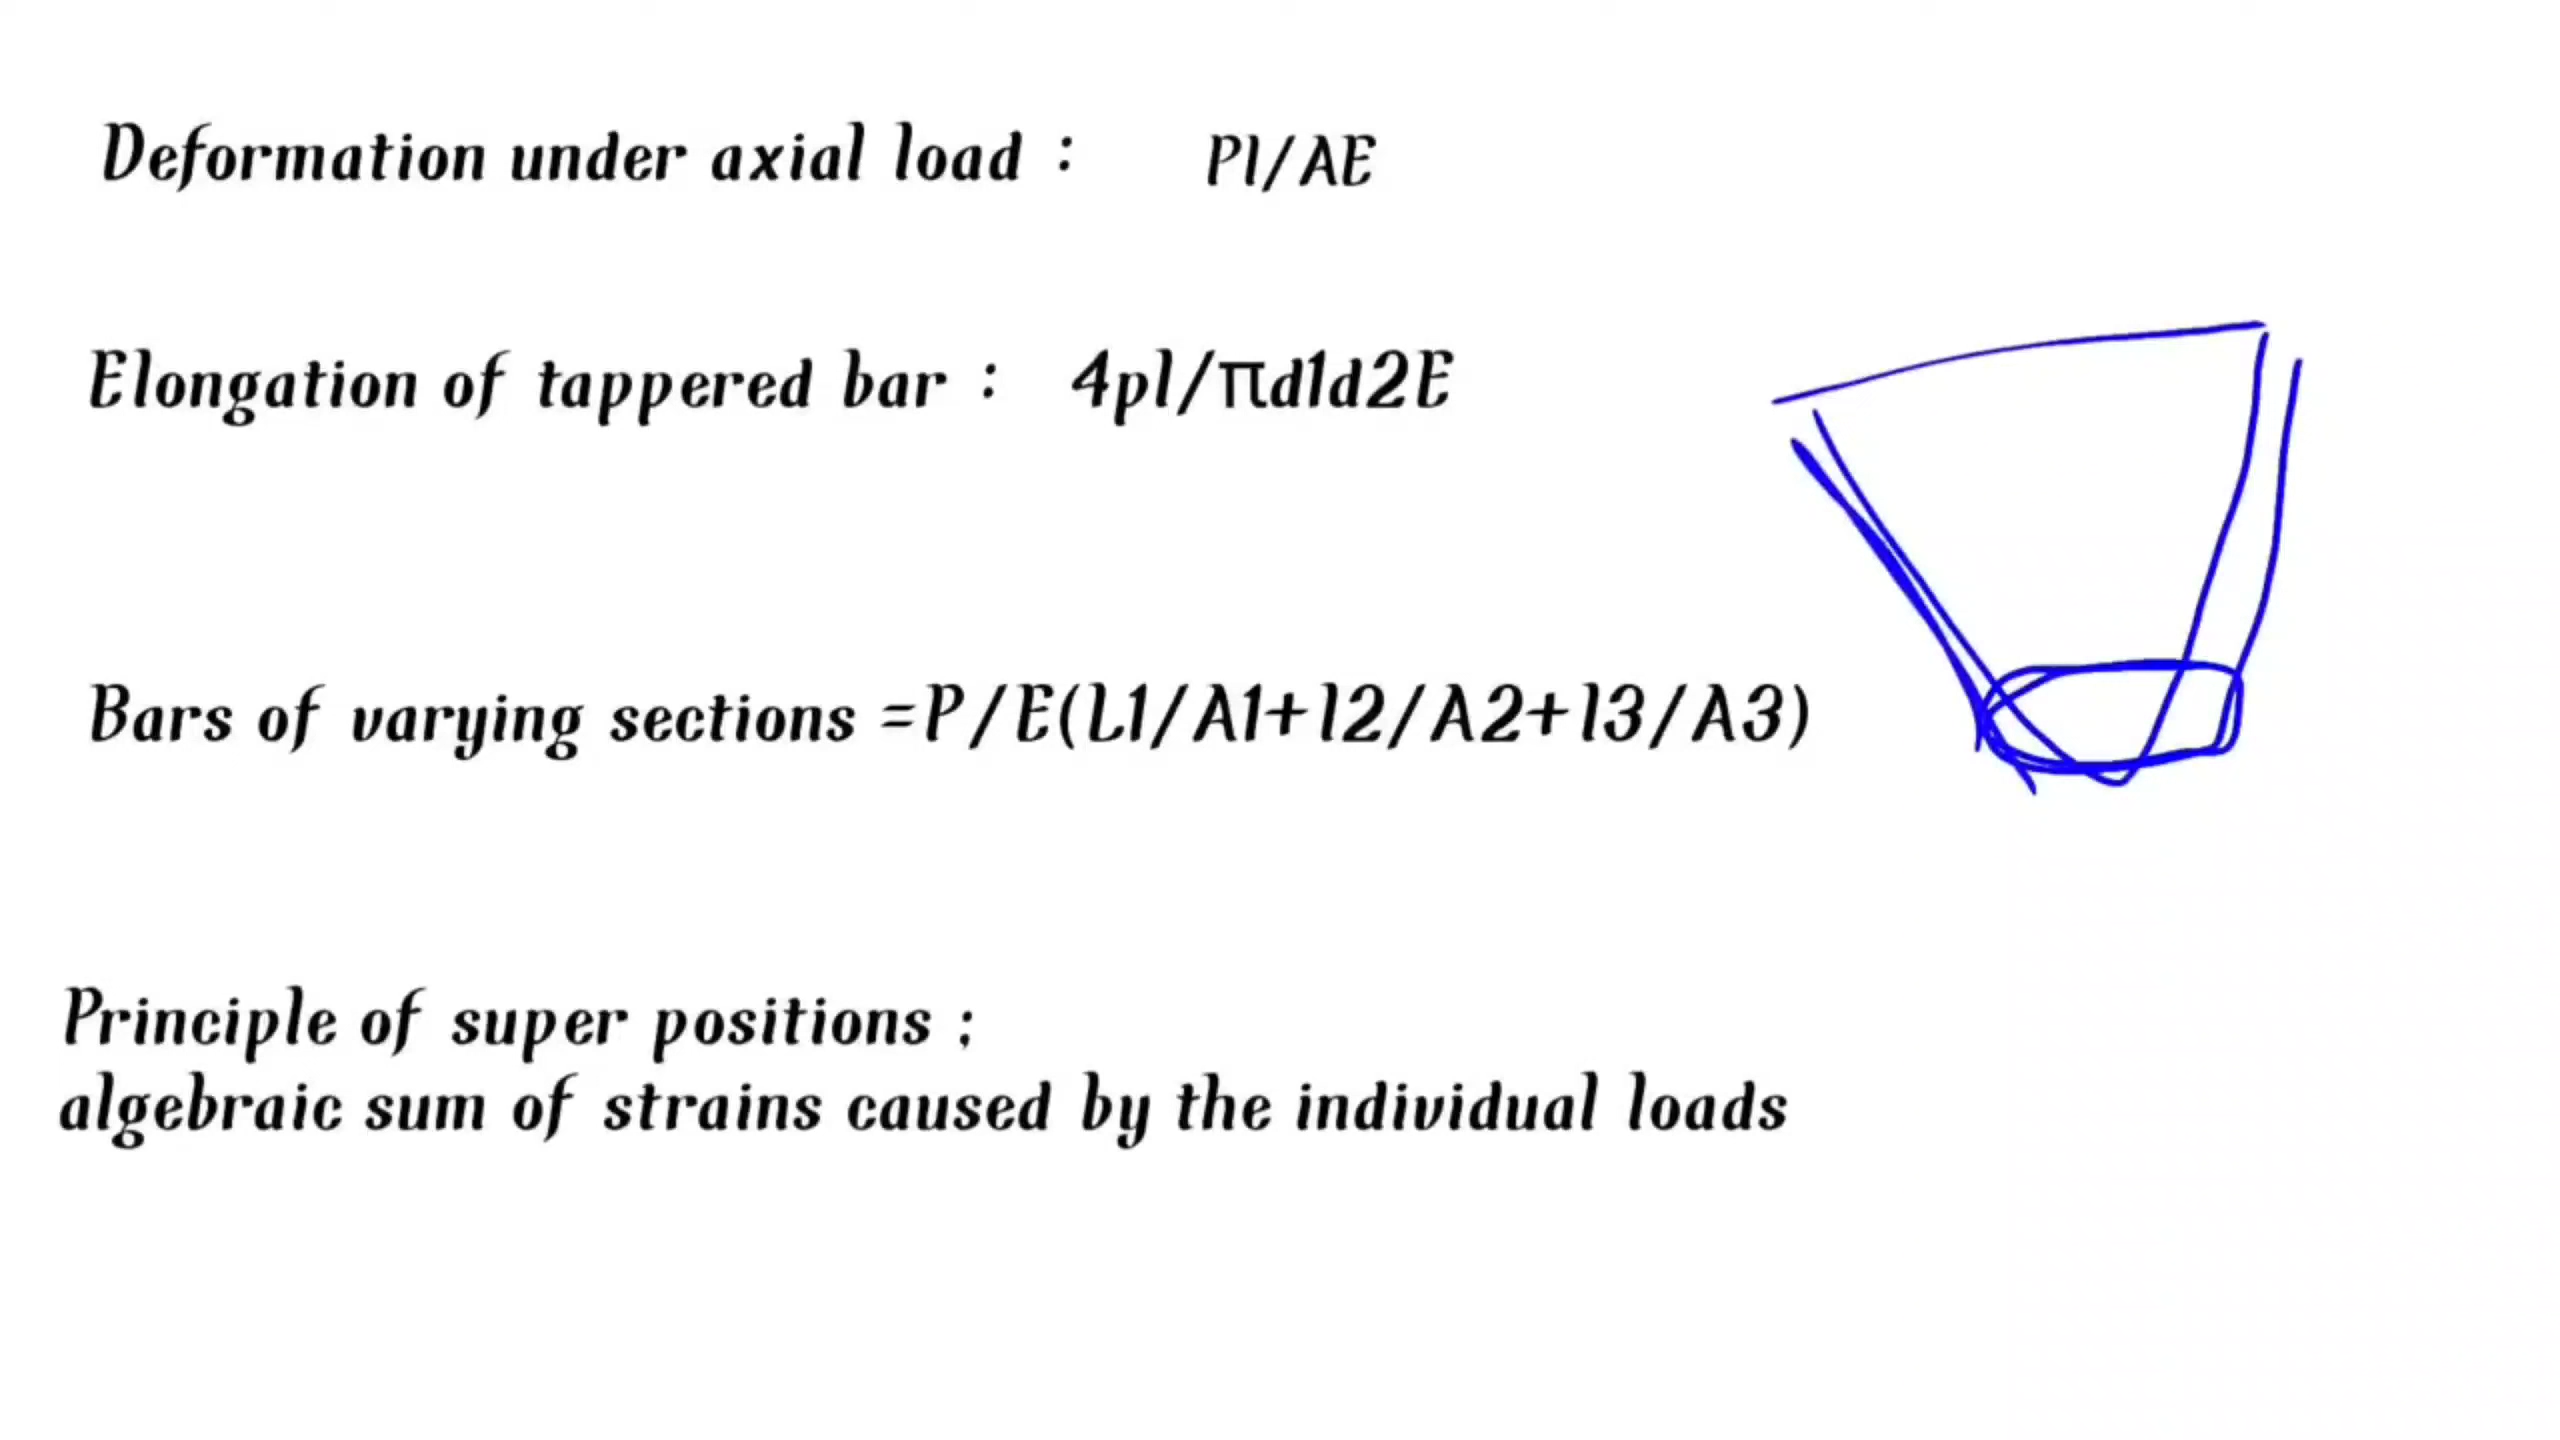 Deformation under axial load : Pl/AE
Elongation of tappered bar : 4pl/πd1d2E
Bars of varying sections =P/E(L1/A1+l2/A2+l3/A3)
Principle of super positions ;
algebraic sum of strains caused by the individual loads